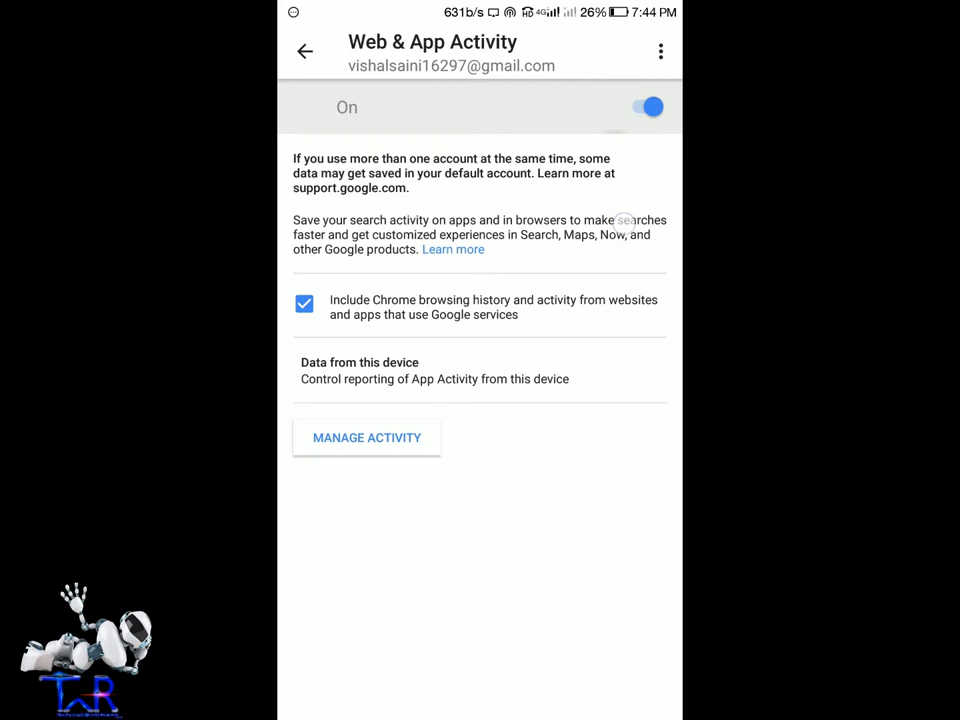 631b/s HD 4G 26% 7:44 PM
Web & App Activity
vishalsaini16297@gmail.com
On
If you use more than one account at the same time, some
data may get saved in your default account. Learn more at
support.google.com.
Save your search activity on apps and in browsers to make searches
faster and get customized experiences in Search, Maps, Now, and
other Google products. Learn more
Include Chrome browsing history and activity from websites
and apps that use Google services
Data from this device
Control reporting of App Activity from this device
MANAGE ACTIVITY
TWR